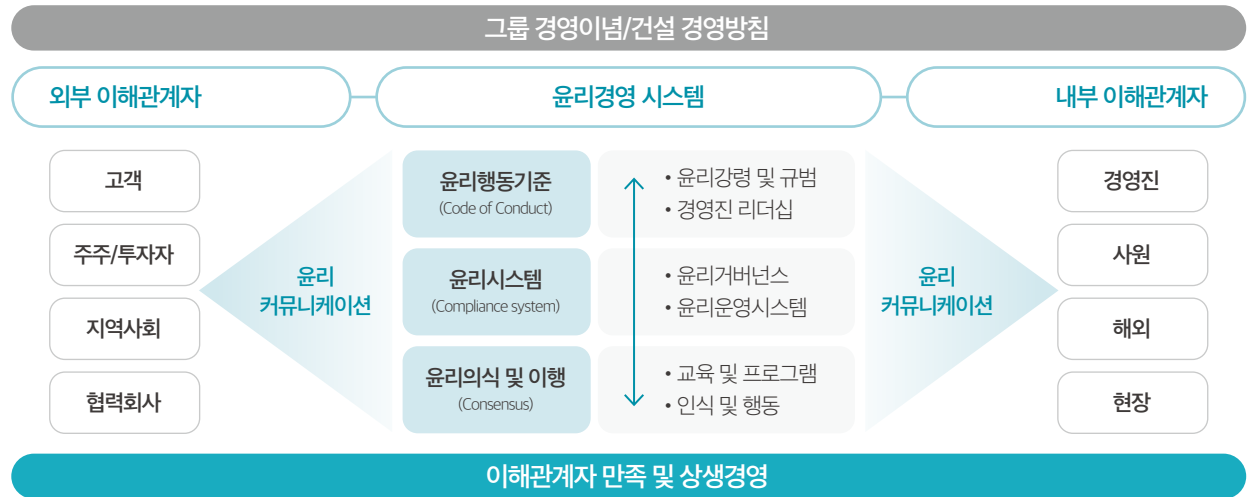 그룹 경영이념/건설 경영방침
외부 이해관계자
윤리경영 시스템
내부 이해관계자
고객
주주/투자자
지역사회
협력회사
윤리
커뮤니케이션
윤리행동기준
(Code of Conduct)
• 윤리강령 및 규범
• 경영진 리더십
윤리시스템
(Compliance system)
• 윤리거버넌스
• 윤리운영시스템
윤리의식 및 이행
(Consensus)
• 교육 및 프로그램
• 인식 및 행동
윤리
커뮤니케이션
경영진
사원
해외
현장
이해관계자 만족 및 상생경영